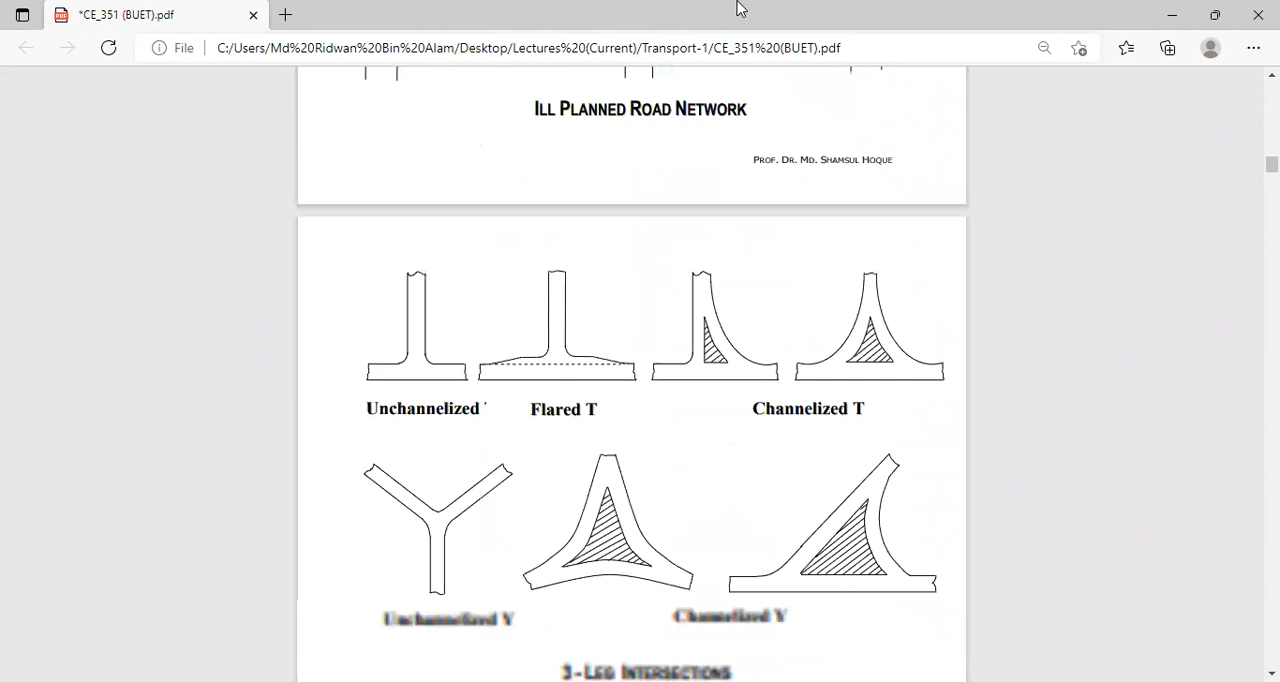 *CE_351 (BUET).pdf
File
C:/Users/Md%20Ridwan%20Bin%20Alam/Desktop/Lectures%20(Current)/Transport-1/CE_351%20(BUET).pdf
ILL PLANNED ROAD NETWORK
PROF. DR. MD. SHAMSUL HOQUE
Unchannelized
Flared T
Channelized T
Unchannelized Y
Channelized Y
3-LEG INTERSECTIONS